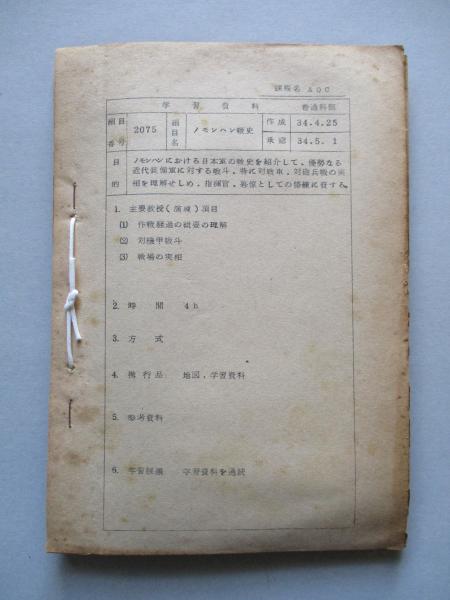 課程名 AOC
学習資料 普通科部
細目番号 2075 細目名 ノモンハン戦史 作成 34.4.25
承認 34.5.1
目的 ノモンハンにおける日本軍の戦史を紹介して、優勢なる
近代装備軍に対する戦斗、特に対戦車、対砲兵戦の実
相を理解せしめ、指揮官、幕僚としての修練に資する。
1. 主要教授(演練)項目
(1) 作戦経過の概要の理解
(2) 対機甲戦斗
(3) 戦場の実相
2. 時間 4h
3. 方式
4. 携行品 地図、学習資料
5. 参考資料
6. 学習課題 学習資料を通読